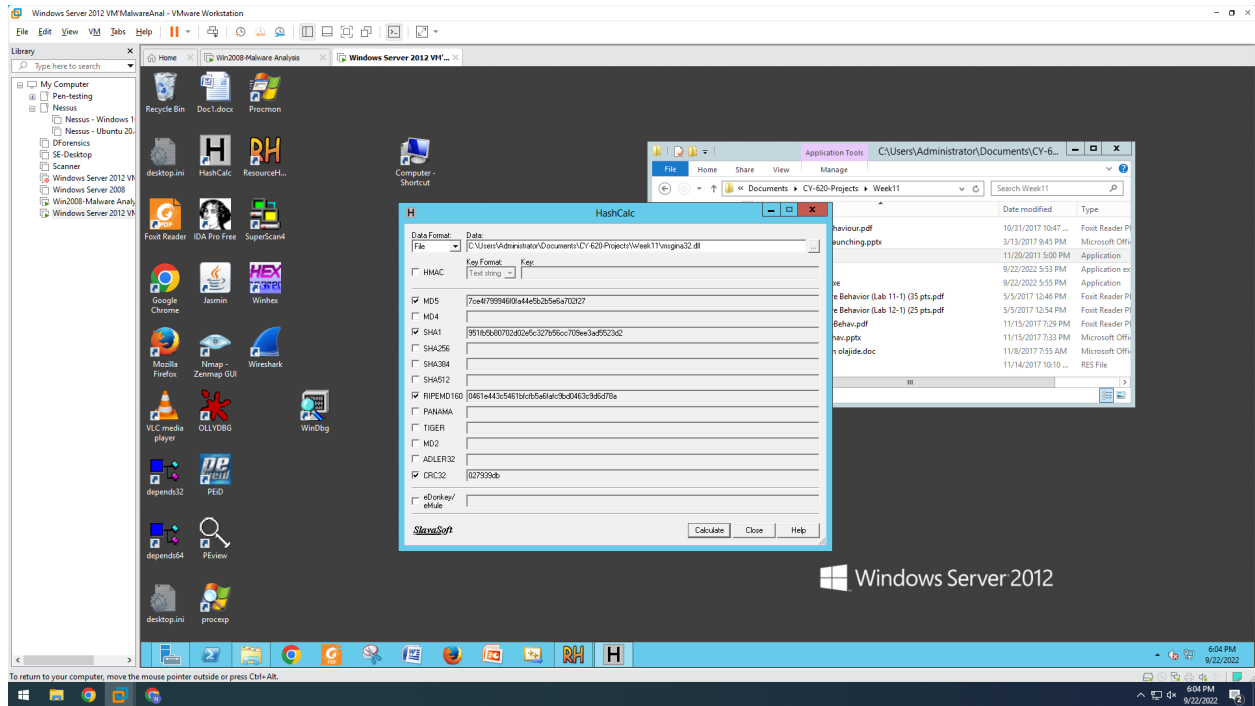 Windows Server 2012 VM'MalwareAnal - VMware Workstation
File Edit View VM Tabs Help
Library
Type here to search
My Computer
Pen-testing
Nessus
Nessus - Windows 1
Nessus - Ubuntu 20.
DForensics
SE-Desktop
Scanner
Windows Server 2012 VM
Windows Server 2008
Win2008-Malware Analy
Windows Server 2012 VM
Home
Win2008-Malware Analysis
Windows Server 2012 VM'...
Recycle Bin
Doc1.docx
Procmon
desktop.ini
HashCalc
ResourceH...
Computer -
Shortcut
Foxit Reader
IDA Pro Free
SuperScan4
Google
Chrome
Jasmin
Winhex
Mozilla
Firefox
Nmap -
Zenmap GUI
Wireshark
VLC media
player
OLLYDBG
WinDbg
depends32
PEiD
depends64
PEview
desktop.ini
procexp
Application Tools
C:\Users\Administrator\Documents\CY-6...
File Home Share View Manage
« Documents CY-620-Projects Week11
Search Week11
Date modified Type
haviour.pdf 10/31/2017 10:47 ... Foxit Reader P
unching.pptx 3/13/2017 9:45 PM Microsoft Offi
11/20/2011 5:00 PM Application
9/22/2022 5:53 PM Application ex
xe 9/22/2022 5:55 PM Application
e Behavior (Lab 11-1) (35 pts.pdf 5/5/2017 12:46 PM Foxit Reader P
e Behavior (Lab 12-1) (25 pts.pdf 5/5/2017 12:54 PM Foxit Reader P
Behav.pdf 11/15/2017 7:29 PM Foxit Reader P
hav.pptx 11/15/2017 7:33 PM Microsoft Offi
n olajide.doc 11/8/2017 7:55 AM Microsoft Offi
11/14/2017 10:10 ... RES File
H HashCalc
Data Format: Data:
File C:\Users\Administrator\Documents\CY-620-Projects\Week11\msgina32.dll ...
Key Format: Key:
HMAC Text string
MD5 7ce4f799946f0fa44e5b2b5e6a702f27
MD4
SHA1 951fb5b80702d02e5c327b56cc709ee3ad5523d2
SHA256
SHA384
SHA512
RIPEMD160 0461e443c5461bfcfb5a6fafc9bd0463c9d6d78a
PANAMA
TIGER
MD2
ADLER32
CRC32 027939db
eDonkey/
eMule
SlavaSoft
Calculate Close Help
Windows Server 2012
6:04 PM
9/22/2022
To return to your computer, move the mouse pointer outside or press Ctrl+Alt.
6:04 PM
9/22/2022